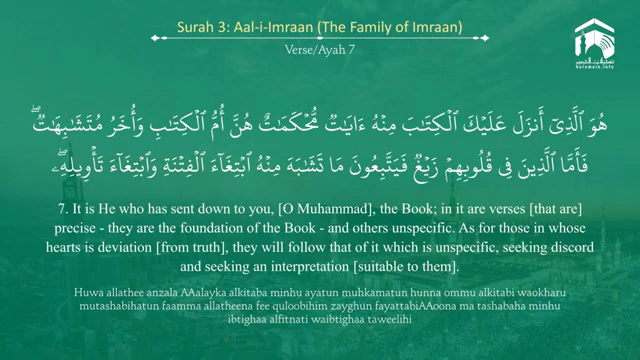 Surah 3: Aal-i-Imraan (The Family of Imraan)
Verse/Ayah 7
haramain.info
هُوَ ٱلَّذِىٓ أَنزَلَ عَلَيْكَ ٱلْكِتَٰبَ مِنْهُ ءَايَٰتٌ مُّحْكَمَٰتٌ هُنَّ أُمُّ ٱلْكِتَٰبِ وَأُخَرُ مُتَشَٰبِهَٰتٌ ۖ
فَأَمَّا ٱلَّذِينَ فِى قُلُوبِهِمْ زَيْغٌ فَيَتَّبِعُونَ مَا تَشَٰبَهَ مِنْهُ ٱبْتِغَآءَ ٱلْفِتْنَةِ وَٱبْتِغَآءَ تَأْوِيلِهِۦ ۖ
7. It is He who has sent down to you, [O Muhammad], the Book; in it are verses [that are]
precise - they are the foundation of the Book - and others unspecific. As for those in whose
hearts is deviation [from truth], they will follow that of it which is unspecific, seeking discord
and seeking an interpretation [suitable to them].
Huwa allathee anzala AAalayka alkitaba minhu ayatun muhkamatun hunna ommu alkitabi waokharu
mutashabihatun faamma allatheena fee quloobihim zayghun fayattabiAAoona ma tashabaha minhu
ibtighaa alfitnati waibtighaa taweelihi